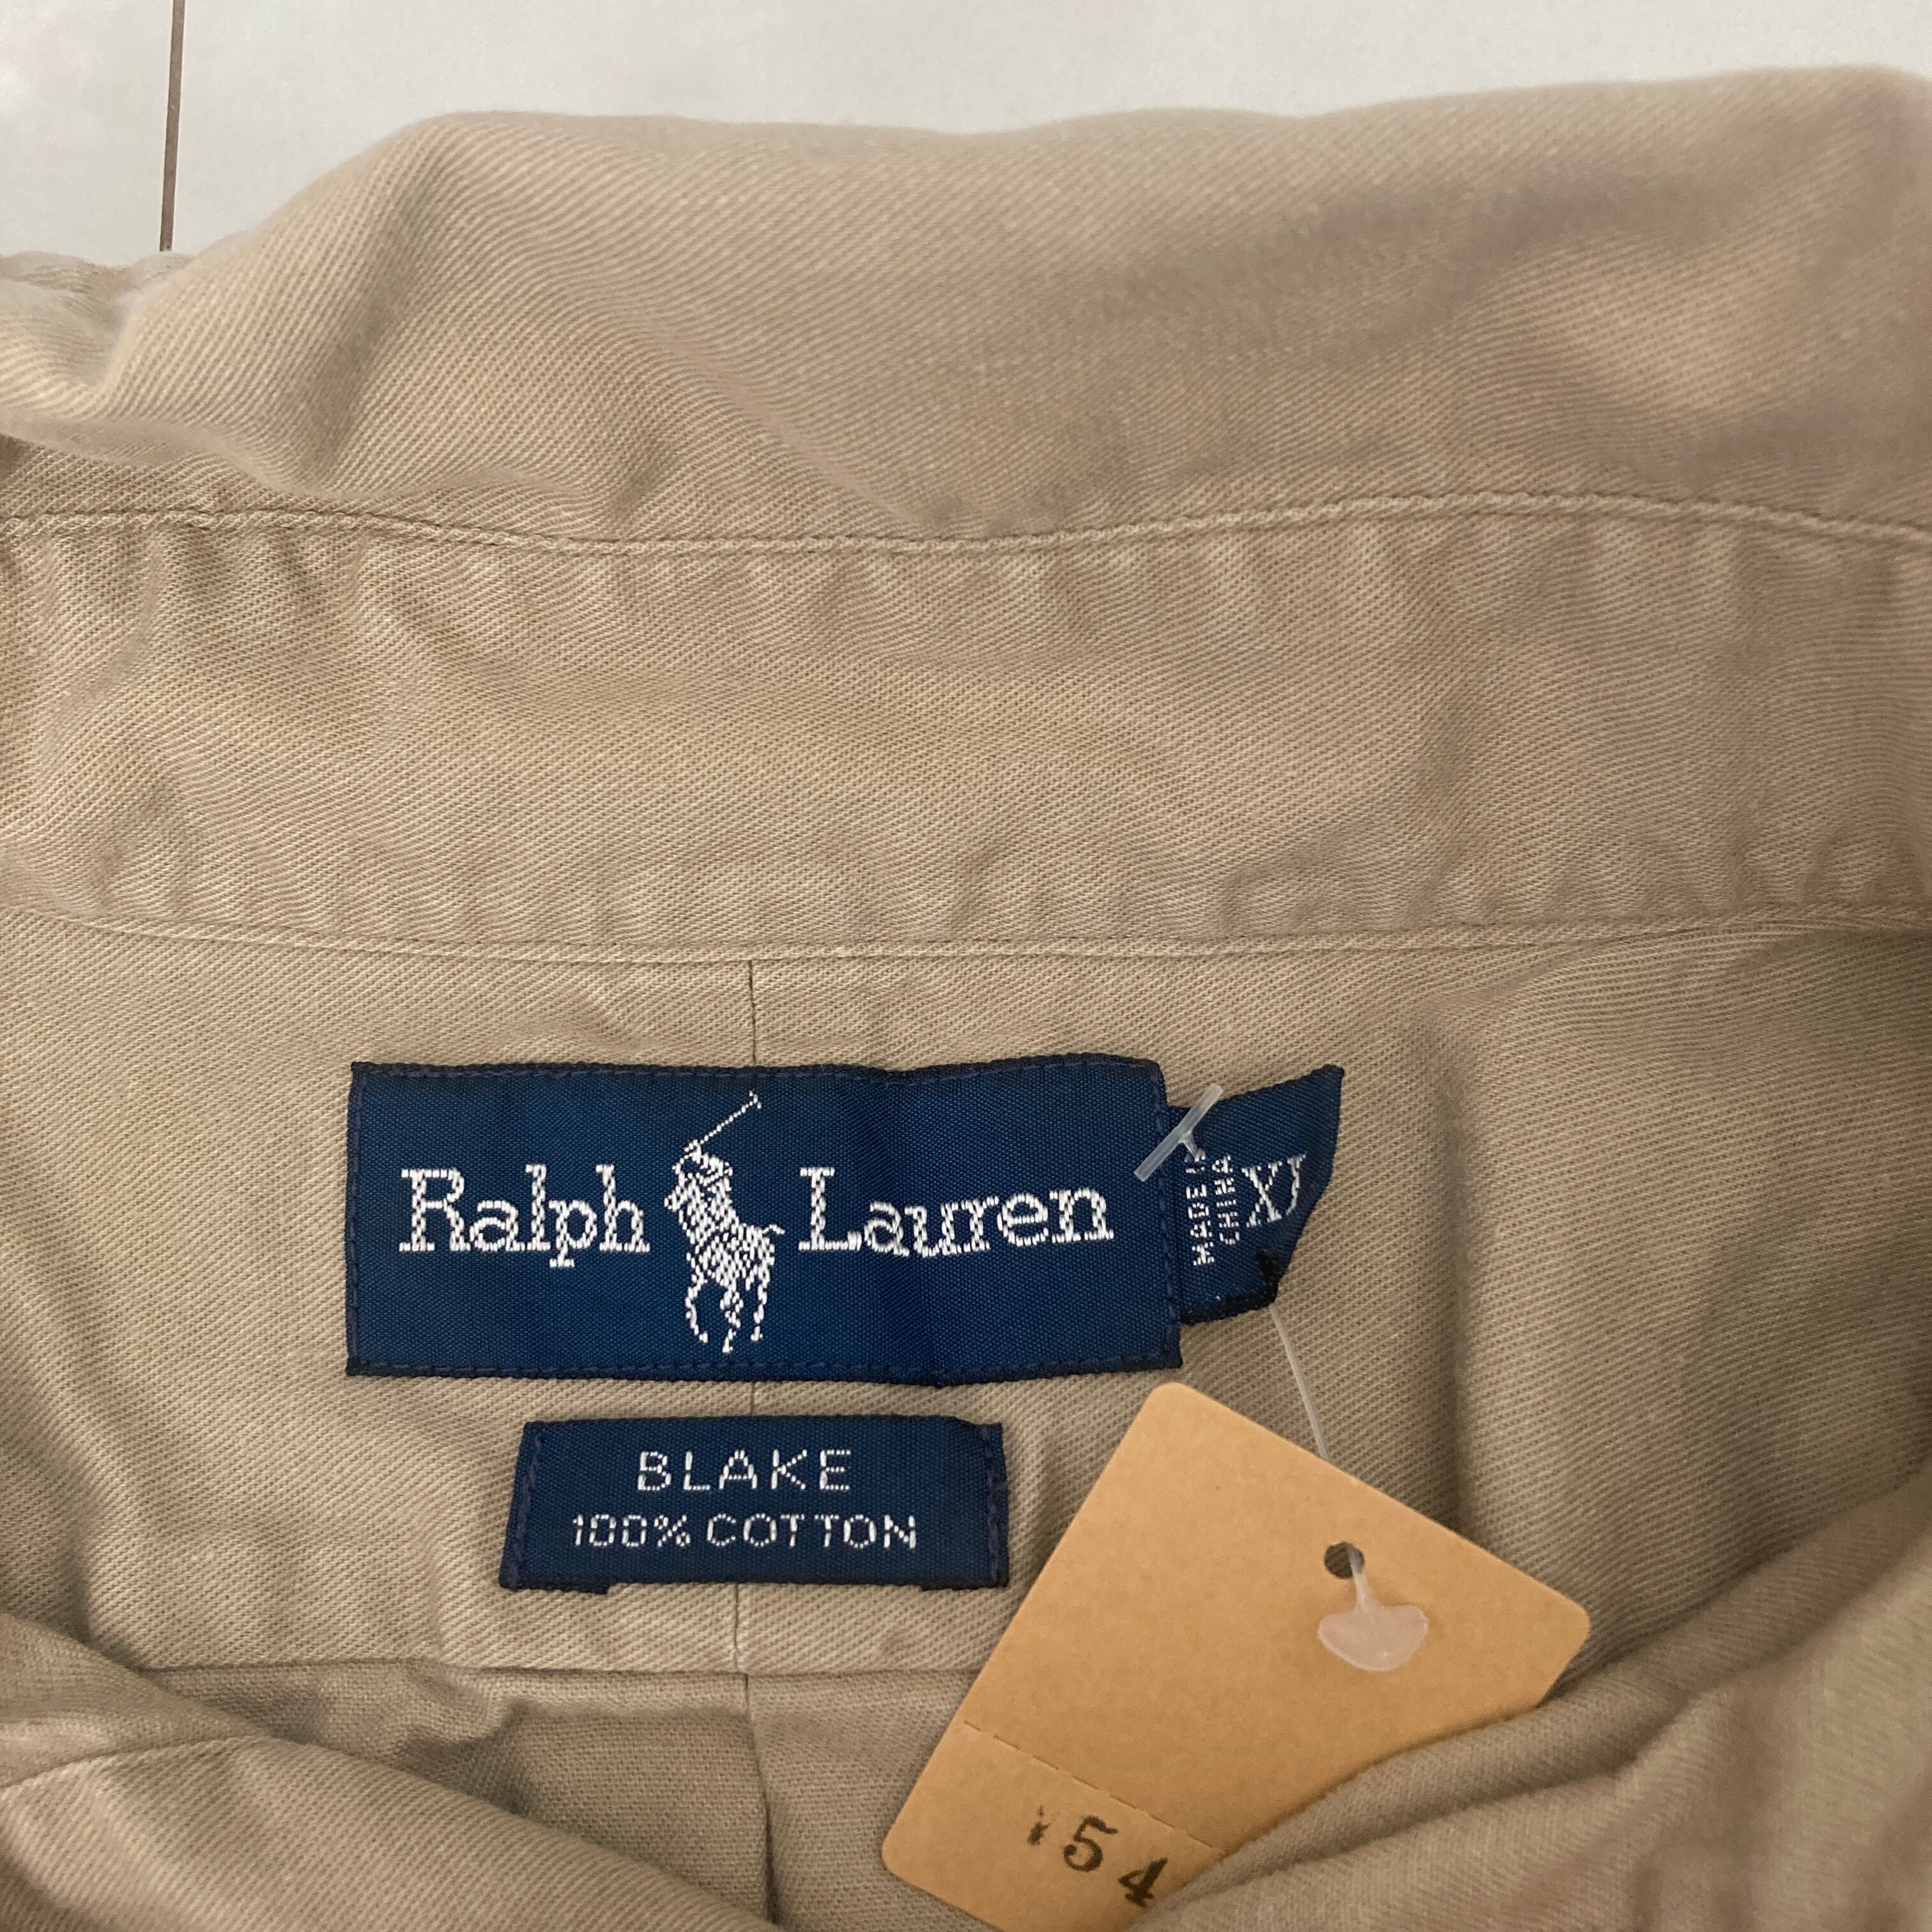 Ralph Lauren
MADE IN
CHINA
XL
BLAKE
100% COTTON
54